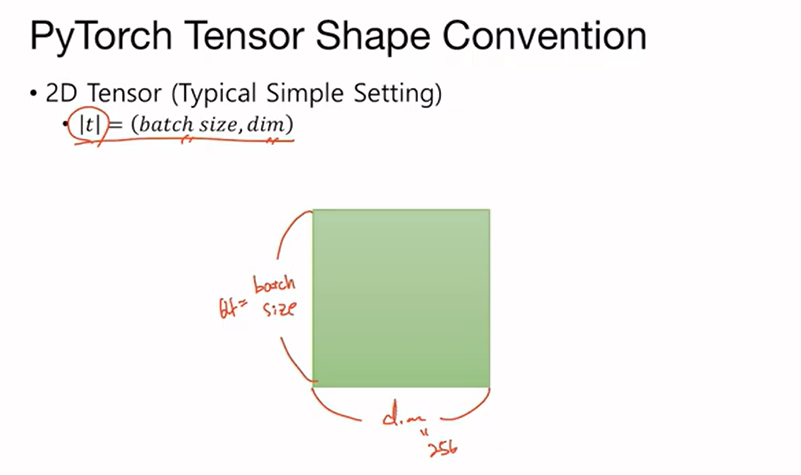 PyTorch Tensor Shape Convention
• 2D Tensor (Typical Simple Setting)
• |t| = (batch size, dim)
batch
64 = size
dim
"
256